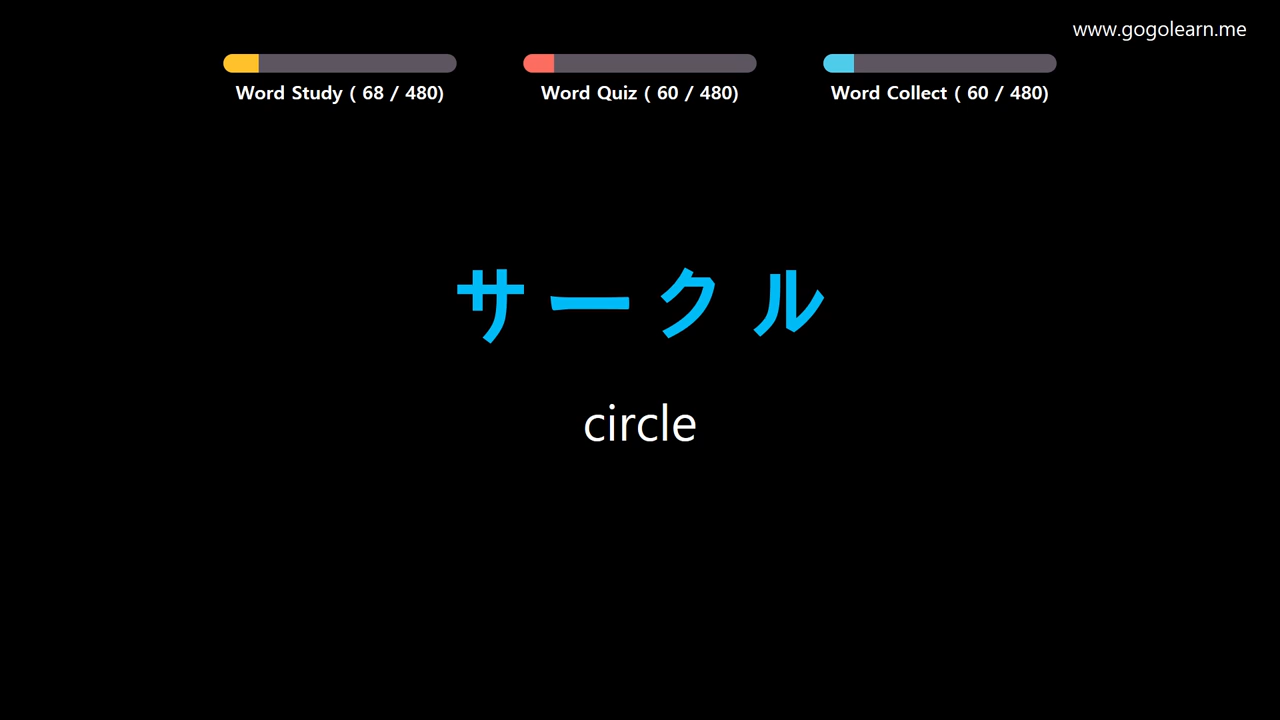 www.gogolearn.me
Word Study ( 68 / 480)
Word Quiz ( 60 / 480)
Word Collect ( 60 / 480)
サークル
circle